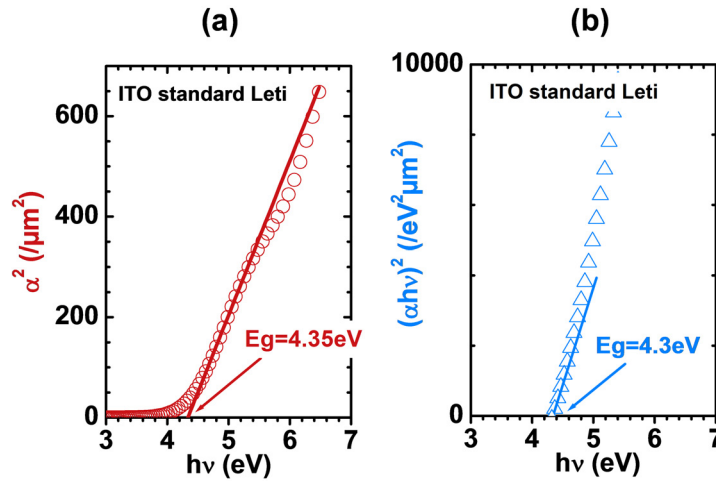 (a)
ITO standard Leti
α² (/μm²)
600
400
200
0
Eg=4.35eV
3 4 5 6 7
hν (eV)
(b)
10000
ITO standard Leti
(αhν)² (/eV²μm²)
Eg=4.3eV
0
3 4 5 6 7
hν (eV)